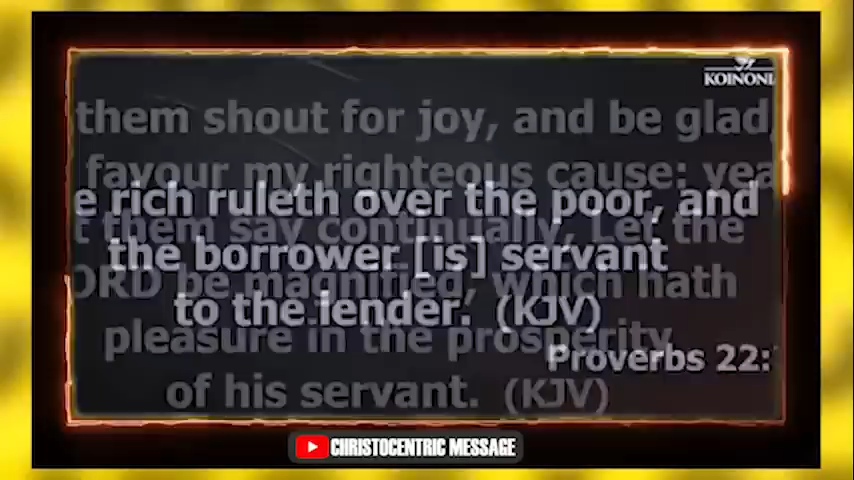 KOINONI
them shout for joy, and be glad,
favour my righteous cause: yea
e rich ruleth over the poor, and
t them say continually, Let the
the borrower [is] servant
ORD be magnified, which hath
to the lender. (KJV)
pleasure in the prosperity
Proverbs 22:
of his servant. (KJV)
CHRISTOCENTRIC MESSAGE